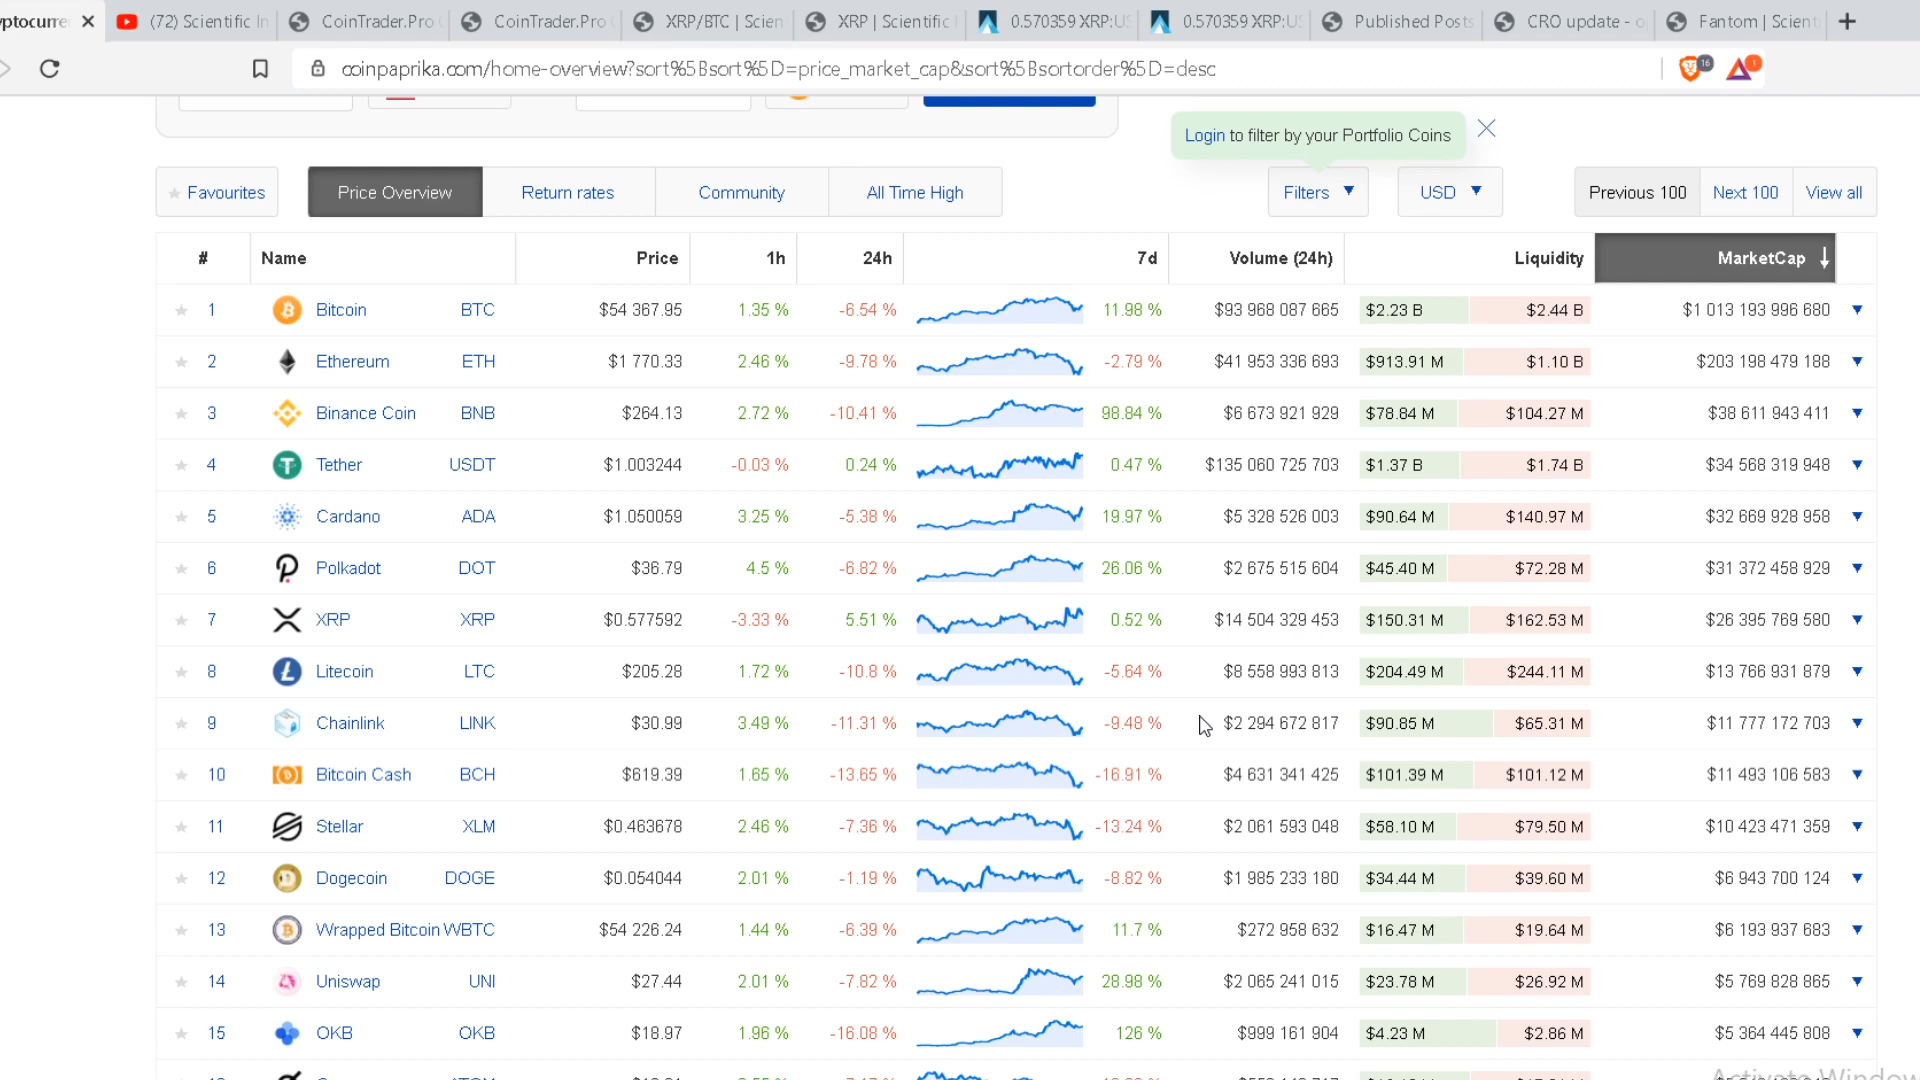 yptocurre
(72) Scientific In
CoinTrader.Pro
CoinTrader.Pro
XRP/BTC | Scien
XRP | Scientific
0.570359 XRP:US
0.570359 XRP:US
Published Posts
CRO update - o
Fantom | Scient
coinpaprika.com/home-overview?sort%5Bsort%5D=price_market_cap&sort%5Bsortorder%5D=desc
16
1
Login to filter by your Portfolio Coins
Favourites
Price Overview
Return rates
Community
All Time High
Filters
USD
Previous 100
Next 100
View all
# Name Price 1h 24h 7d Volume (24h) Liquidity MarketCap ↓
1 Bitcoin BTC $54 367.95 1.35 % -6.54 % 11.98 % $93 968 087 665 $2.23 B $2.44 B $1 013 193 996 680
2 Ethereum ETH $1 770.33 2.46 % -9.78 % -2.79 % $41 953 336 693 $913.91 M $1.10 B $203 198 479 188
3 Binance Coin BNB $264.13 2.72 % -10.41 % 98.84 % $6 673 921 929 $78.84 M $104.27 M $38 611 943 411
4 Tether USDT $1.003244 -0.03 % 0.24 % 0.47 % $135 060 725 703 $1.37 B $1.74 B $34 568 319 948
5 Cardano ADA $1.050059 3.25 % -5.38 % 19.97 % $5 328 526 003 $90.64 M $140.97 M $32 669 928 958
6 Polkadot DOT $36.79 4.5 % -6.82 % 26.06 % $2 675 515 604 $45.40 M $72.28 M $31 372 458 929
7 XRP XRP $0.577592 -3.33 % 5.51 % 0.52 % $14 504 329 453 $150.31 M $162.53 M $26 395 769 580
8 Litecoin LTC $205.28 1.72 % -10.8 % -5.64 % $8 558 993 813 $204.49 M $244.11 M $13 766 931 879
9 Chainlink LINK $30.99 3.49 % -11.31 % -9.48 % $2 294 672 817 $90.85 M $65.31 M $11 777 172 703
10 Bitcoin Cash BCH $619.39 1.65 % -13.65 % -16.91 % $4 631 341 425 $101.39 M $101.12 M $11 493 106 583
11 Stellar XLM $0.463678 2.46 % -7.36 % -13.24 % $2 061 593 048 $58.10 M $79.50 M $10 423 471 359
12 Dogecoin DOGE $0.054044 2.01 % -1.19 % -8.82 % $1 985 233 180 $34.44 M $39.60 M $6 943 700 124
13 Wrapped Bitcoin WBTC $54 226.24 1.44 % -6.39 % 11.7 % $272 958 632 $16.47 M $19.64 M $6 193 937 683
14 Uniswap UNI $27.44 2.01 % -7.82 % 28.98 % $2 065 241 015 $23.78 M $26.92 M $5 769 828 865
15 OKB OKB $18.97 1.96 % -16.08 % 126 % $999 161 904 $4.23 M $2.86 M $5 364 445 808